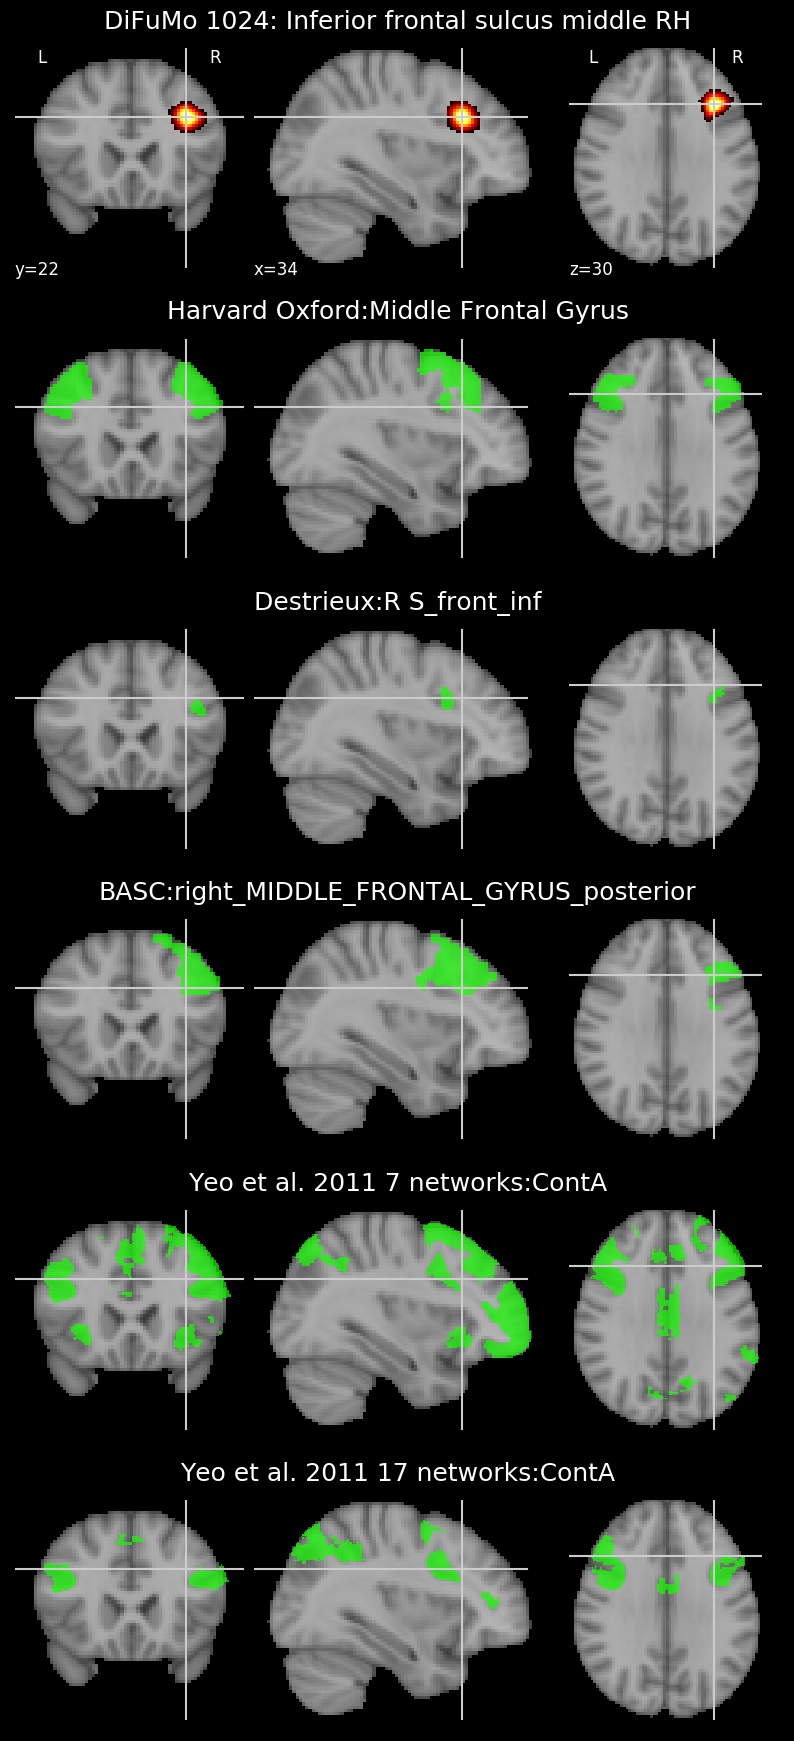 DiFuMo 1024: Inferior frontal sulcus middle RH
L R L R
y=22 x=34 z=30
Harvard Oxford:Middle Frontal Gyrus
Destrieux:R S_front_inf
BASC:right_MIDDLE_FRONTAL_GYRUS_posterior
Yeo et al. 2011 7 networks:ContA
Yeo et al. 2011 17 networks:ContA